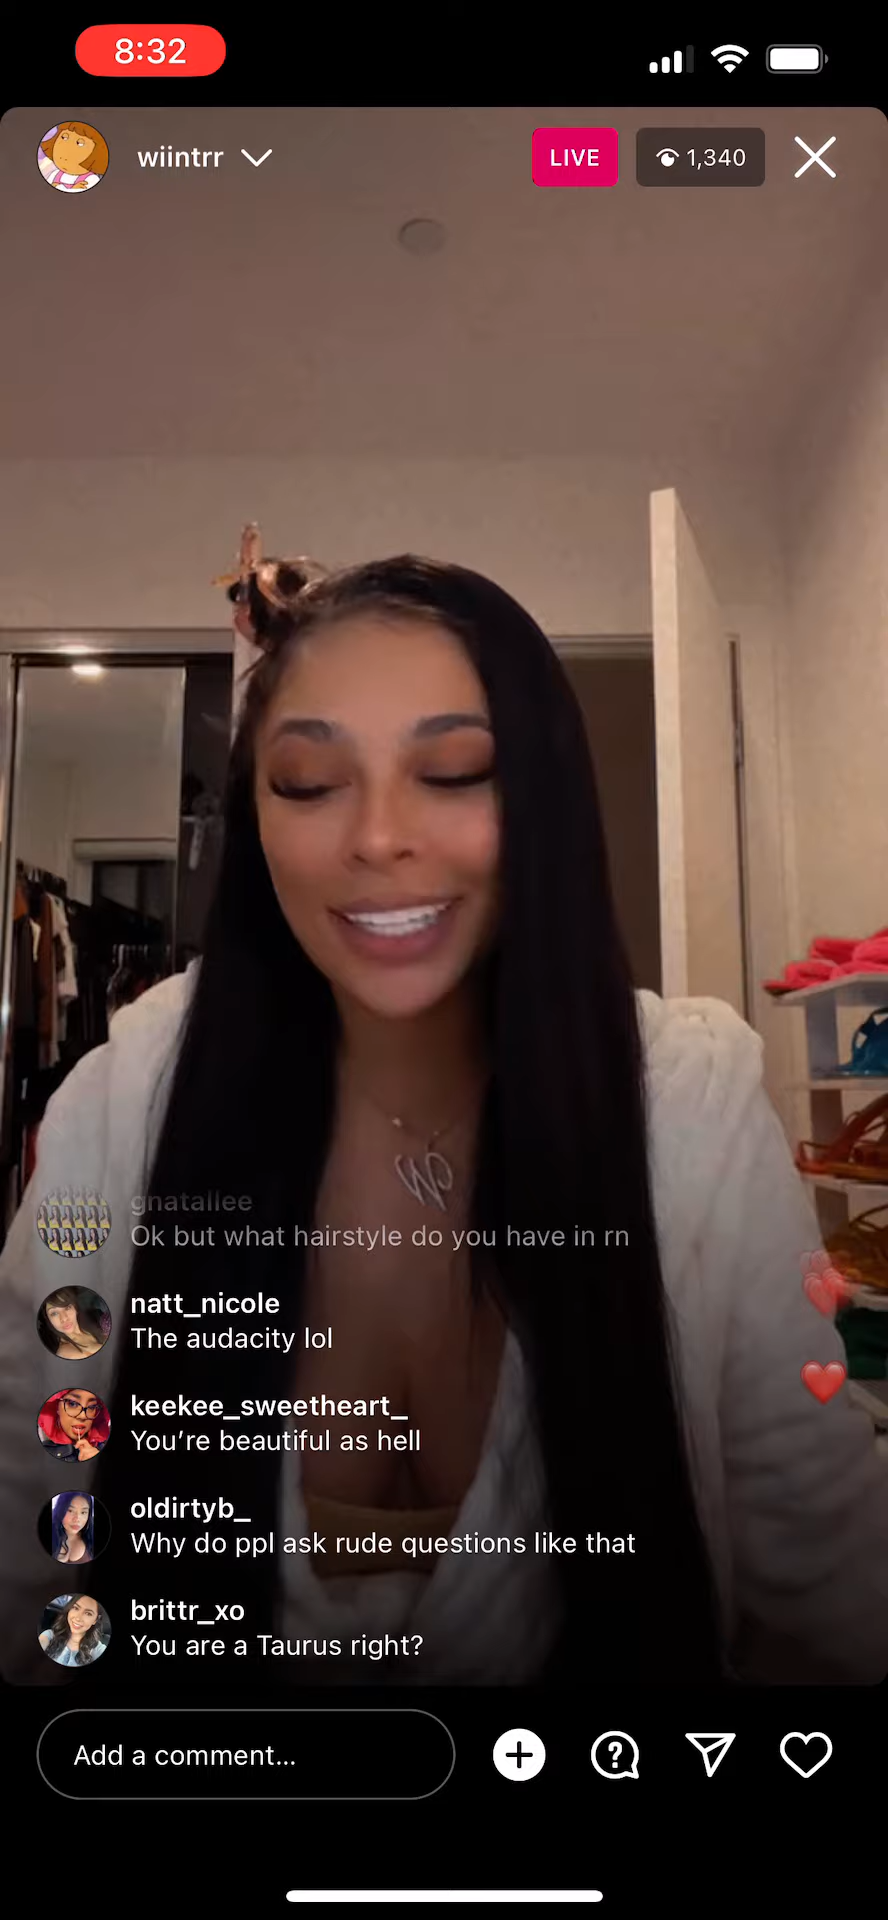 8:32
wiintrr
LIVE
1,340
gnatallee
Ok but what hairstyle do you have in rn
natt_nicole
The audacity lol
keekee_sweetheart_
You’re beautiful as hell
oldirtyb_
Why do ppl ask rude questions like that
brittr_xo
You are a Taurus right?
Add a comment...